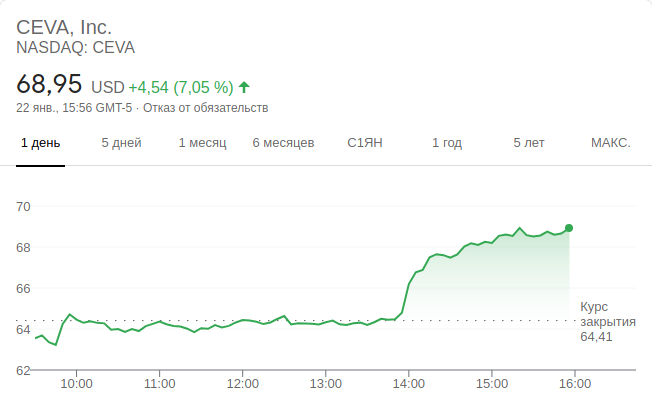 CEVA, Inc.
NASDAQ: CEVA
68,95 USD +4,54 (7,05 %)
22 янв., 15:56 GMT-5 · Отказ от обязательств
1 день 5 дней 1 месяц 6 месяцев С1ЯН 1 год 5 лет МАКС.
70
68
66
Курс
закрытия
64,41
64
62
10:00 11:00 12:00 13:00 14:00 15:00 16:00